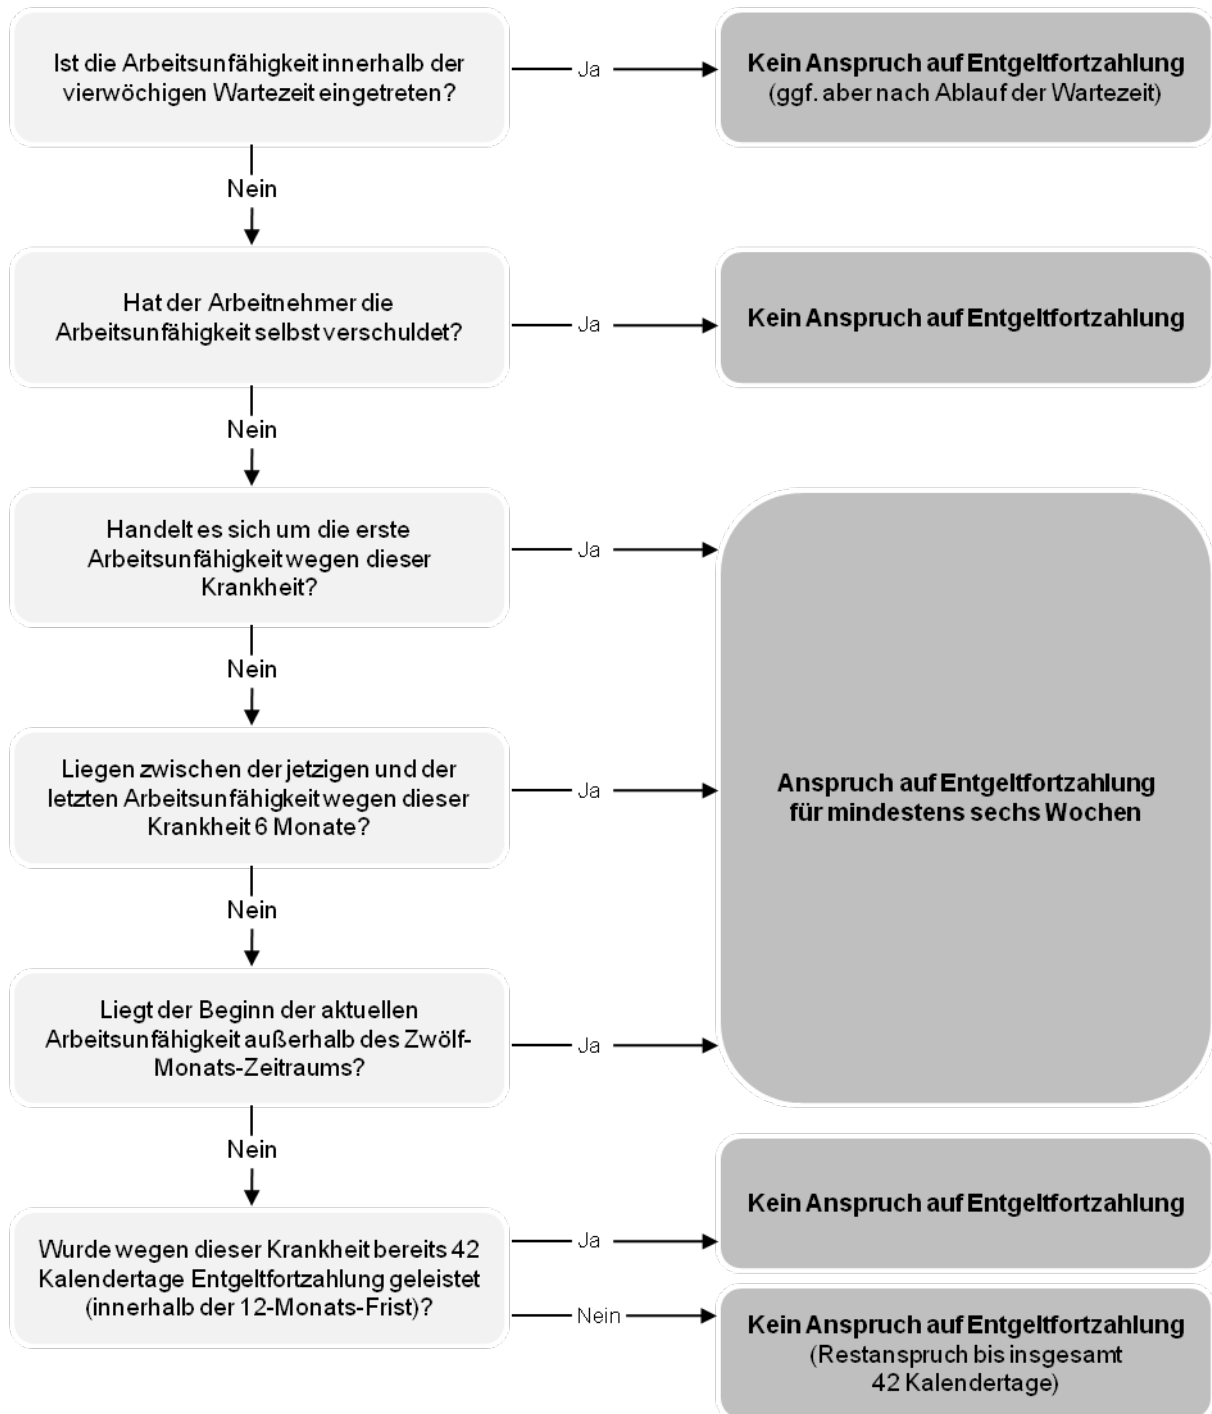 Ist die Arbeitsunfähigkeit innerhalb der
vierwöchigen Wartezeit eingetreten?
Ja
Kein Anspruch auf Entgeltfortzahlung
(ggf. aber nach Ablauf der Wartezeit)
Nein
Hat der Arbeitnehmer die
Arbeitsunfähigkeit selbst verschuldet?
Ja
Kein Anspruch auf Entgeltfortzahlung
Nein
Handelt es sich um die erste
Arbeitsunfähigkeit wegen dieser
Krankheit?
Ja
Nein
Liegen zwischen der jetzigen und der
letzten Arbeitsunfähigkeit wegen dieser
Krankheit 6 Monate?
Ja
Anspruch auf Entgeltfortzahlung
für mindestens sechs Wochen
Nein
Liegt der Beginn der aktuellen
Arbeitsunfähigkeit außerhalb des Zwölf-
Monats-Zeitraums?
Ja
Nein
Wurde wegen dieser Krankheit bereits 42
Kalendertage Entgeltfortzahlung geleistet
(innerhalb der 12-Monats-Frist)?
Ja
Kein Anspruch auf Entgeltfortzahlung
Nein
Kein Anspruch auf Entgeltfortzahlung
(Restanspruch bis insgesamt
42 Kalendertage)